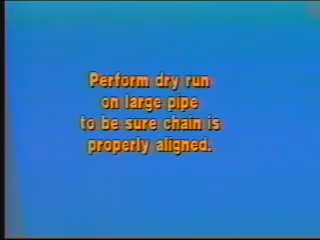 Perform dry run
on large pipe
to be sure chain is
properly aligned.